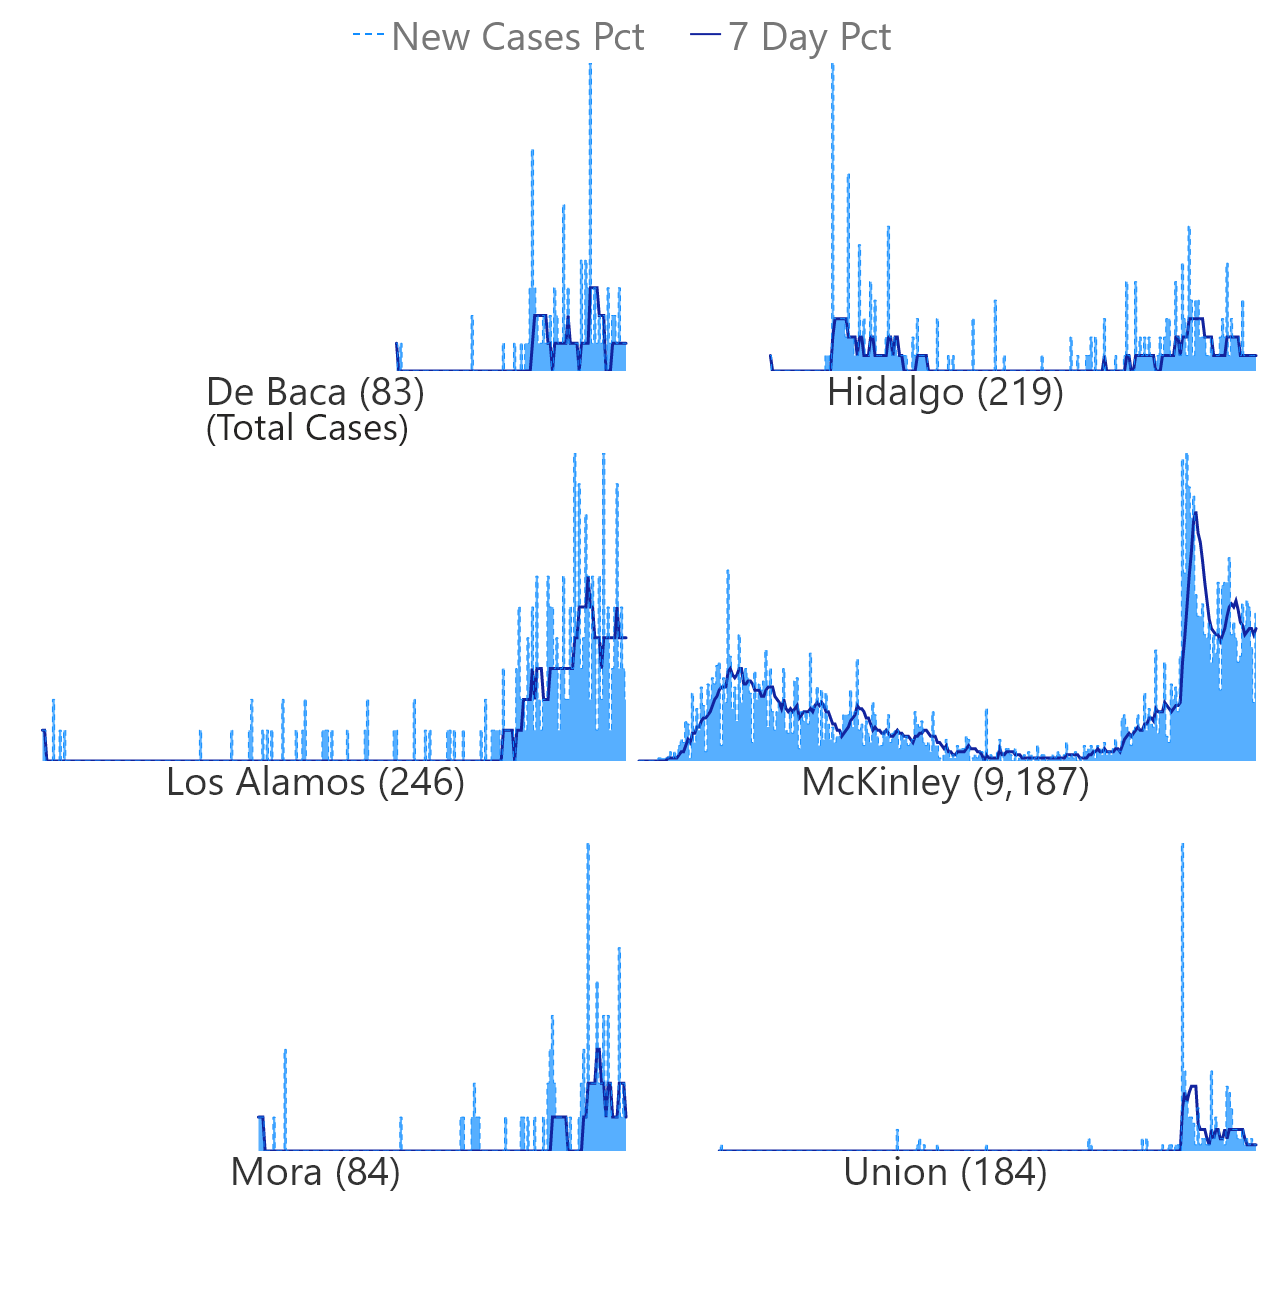 New Cases Pct 7 Day Pct
De Baca (83)
(Total Cases)
Hidalgo (219)
Los Alamos (246)
McKinley (9,187)
Mora (84)
Union (184)